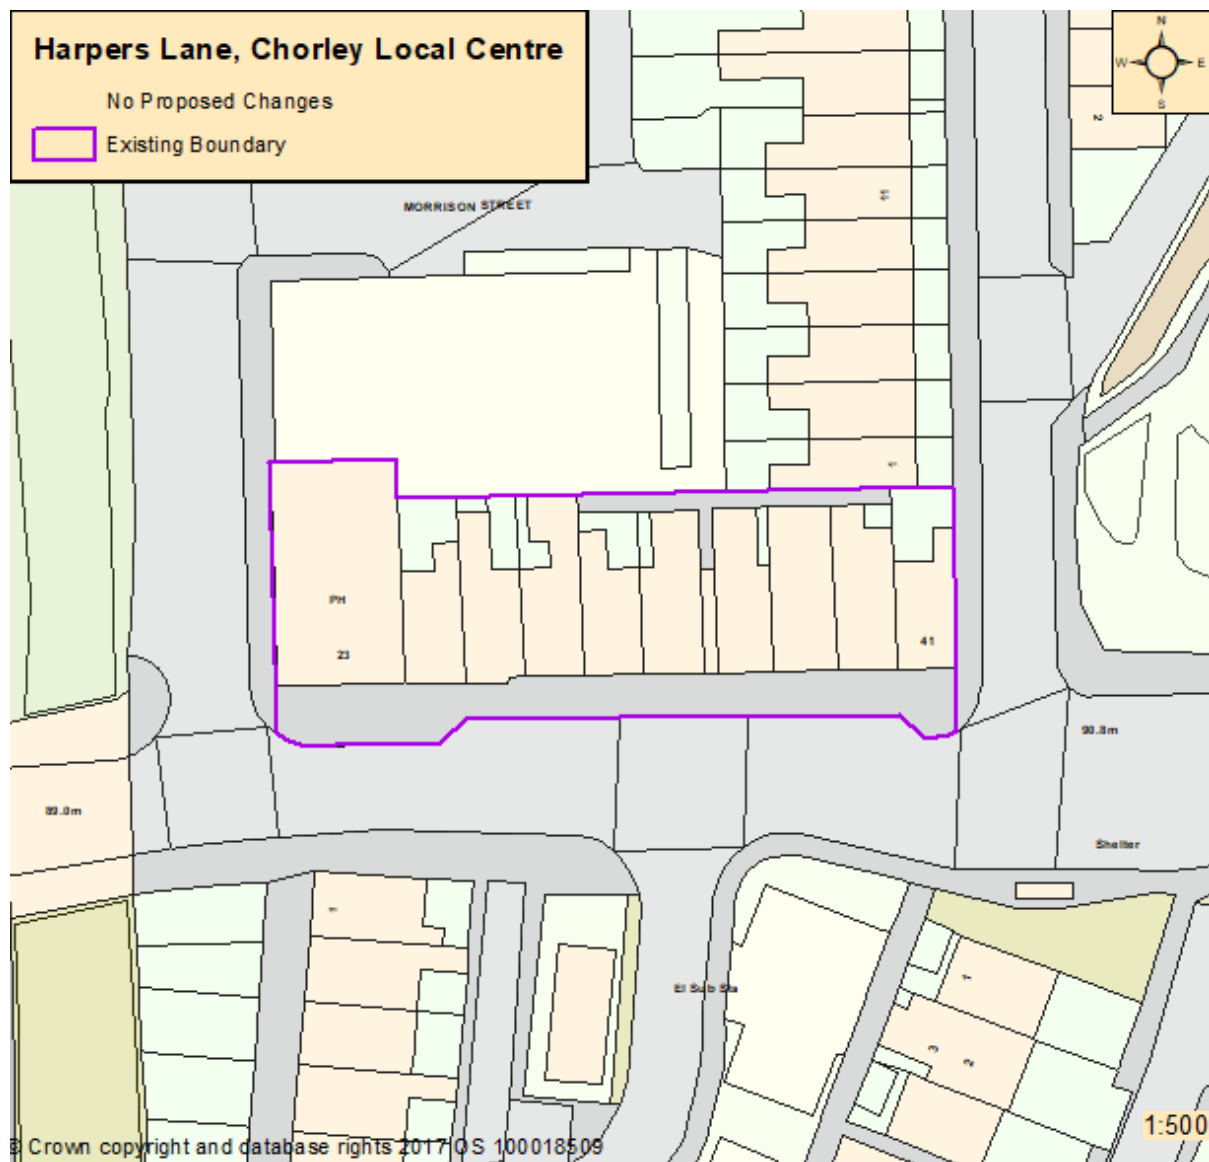 Harpers Lane, Chorley Local Centre
No Proposed Changes
Existing Boundary
N
W E
S
2
11
MORRISON STREET
1
PH
23
41
90.8m
89.0m
Shelter
1
1
El Sub Sta
3
2
1:500
© Crown copyright and database rights 2017 OS 100018509